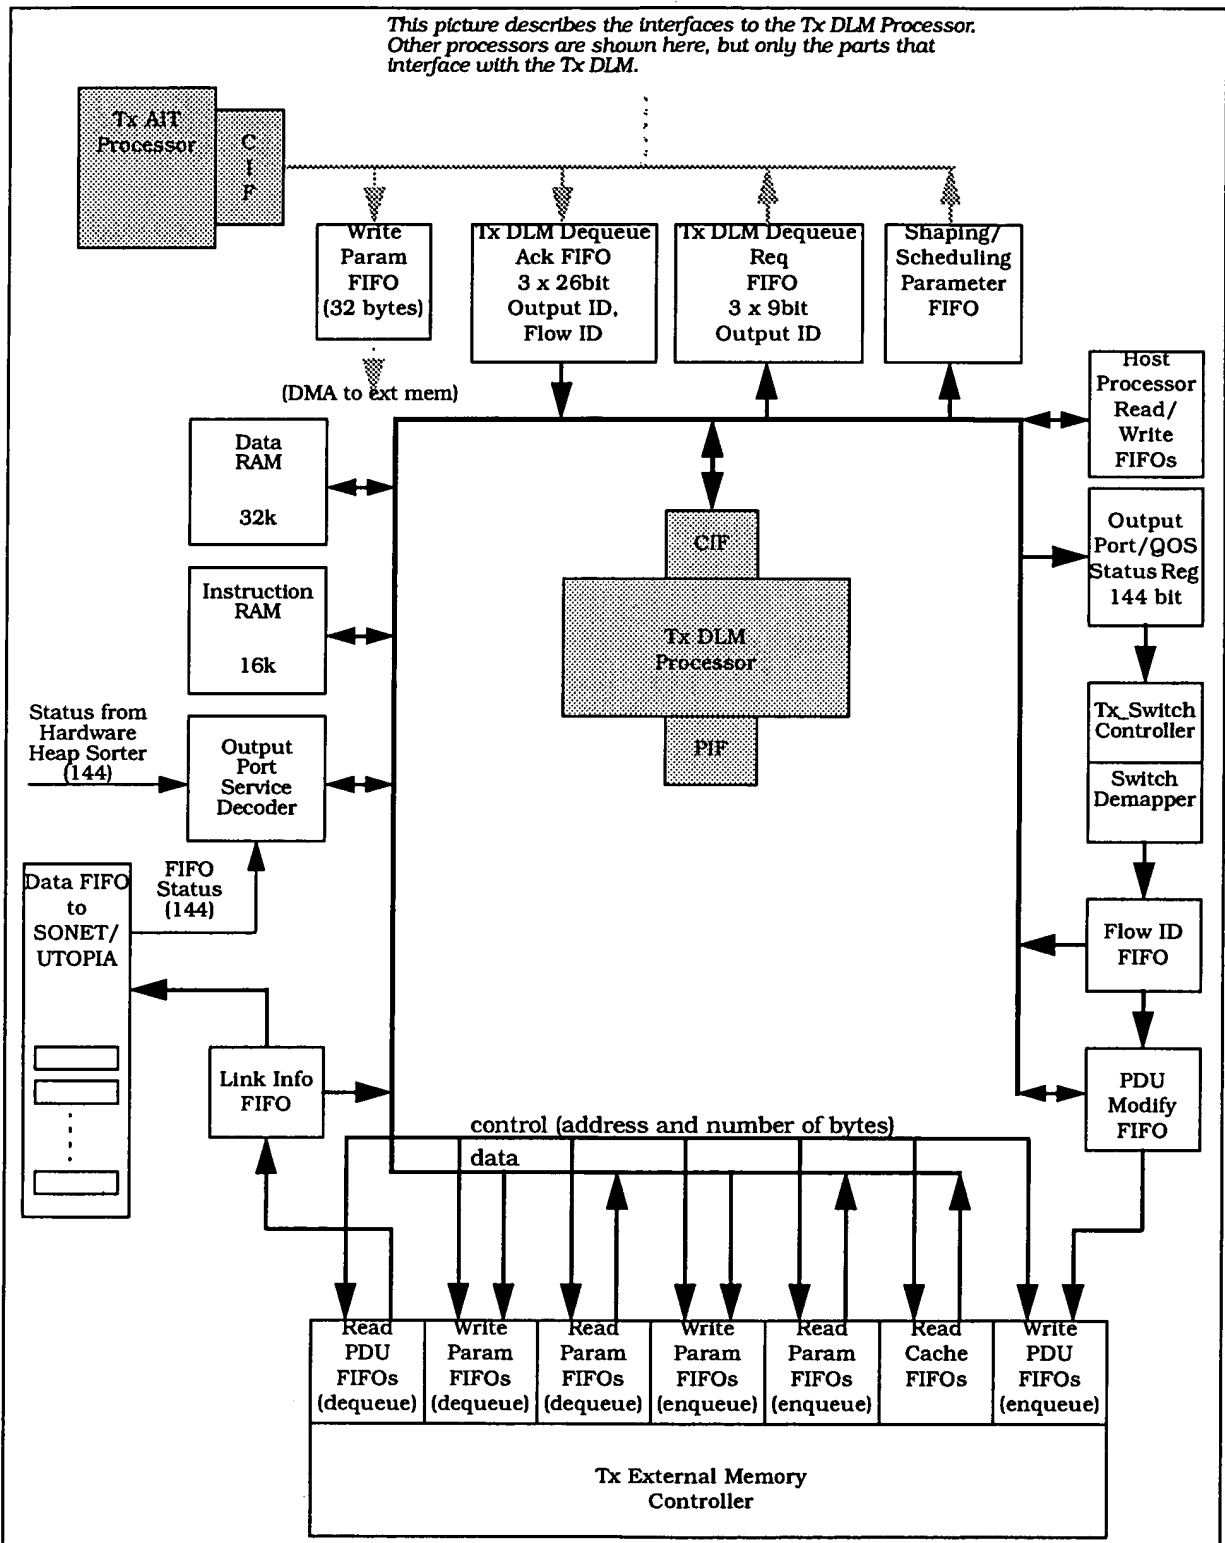 This picture describes the interfaces to the Tx DLM Processor.
Other processors are shown here, but only the parts that
interface with the Tx DLM.
Tx AIT
Processor
C
I
F
Write
Param
FIFO
(32 bytes)
Tx DLM Dequeue
Ack FIFO
3 x 26bit
Output ID,
Flow ID
Tx DLM Dequeue
Req
FIFO
3 x 9bit
Output ID
Shaping/
Scheduling
Parameter
FIFO
(DMA to ext mem)
Host
Processor
Read/
Write
FIFOs
Data
RAM
32k
Output
Port/QOS
Status Reg
144 bit
CIF
Tx DLM
Processor
PIF
Instruction
RAM
16k
Tx_Switch
Controller
Switch
Demapper
Status from
Hardware
Heap Sorter
(144)
Output
Port
Service
Decoder
FIFO
Status
(144)
Data FIFO
to
SONET/
UTOPIA
Flow ID
FIFO
Link Info
FIFO
PDU
Modify
FIFO
control (address and number of bytes)
data
Read
PDU
FIFOs
(dequeue)
Write
Param
FIFOs
(dequeue)
Read
Param
FIFOs
(dequeue)
Write
Param
FIFOs
(enqueue)
Read
Param
FIFOs
(enqueue)
Read
Cache
FIFOs
Write
PDU
FIFOs
(enqueue)
Tx External Memory
Controller